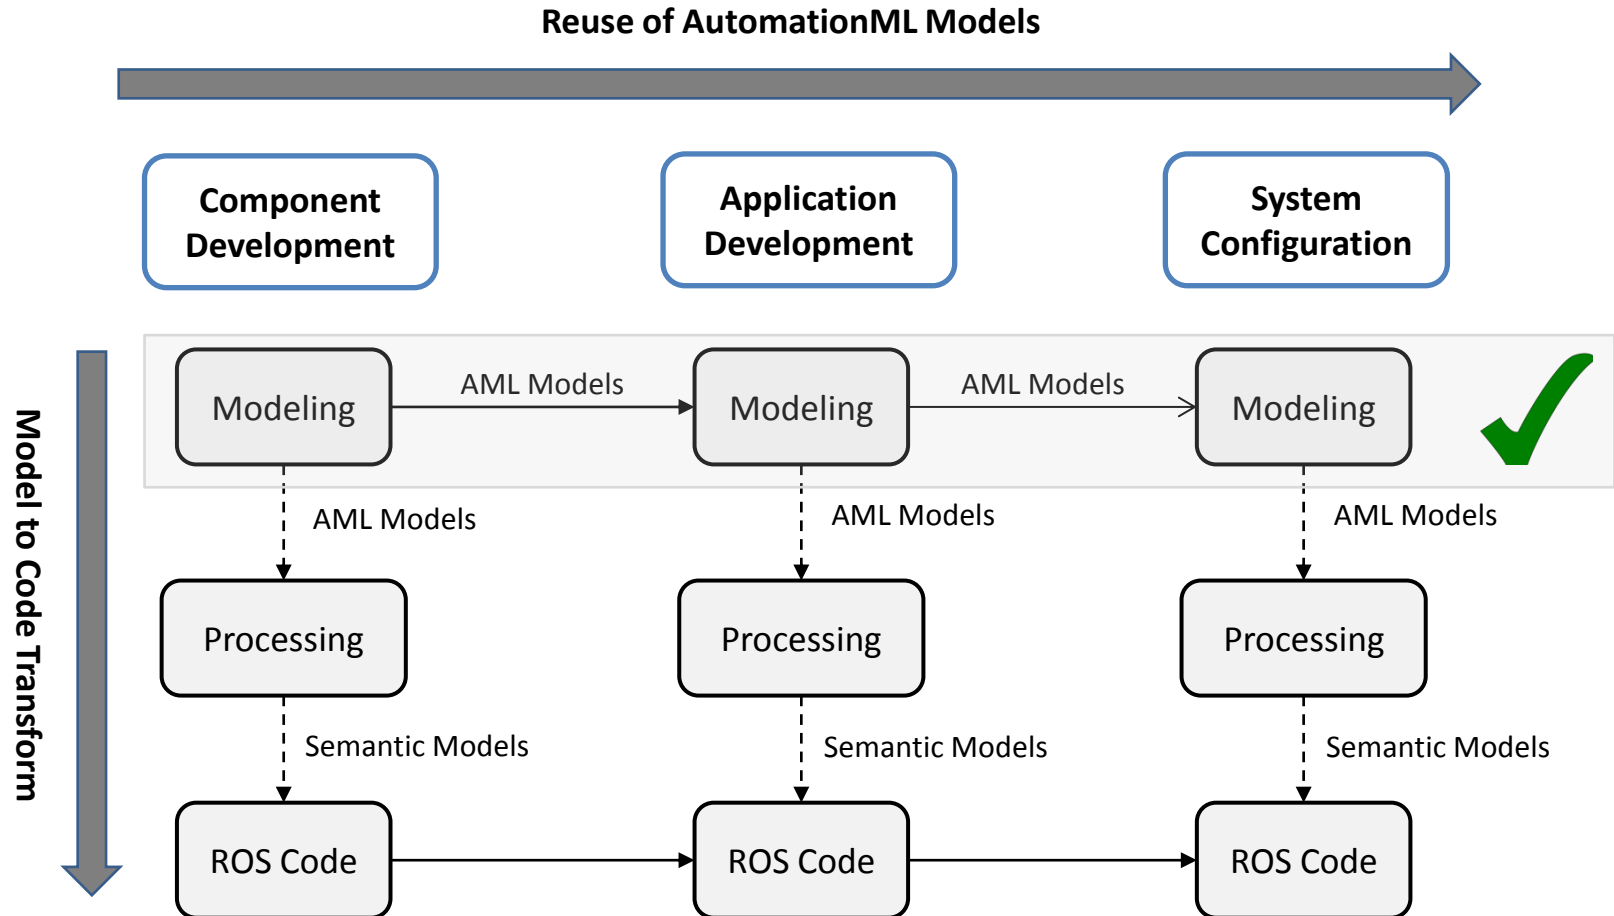 Reuse of AutomationML Models
Component
Development
Application
Development
System
Configuration
Model to Code Transform
Modeling
AML Models
Modeling
AML Models
Modeling
AML Models
AML Models
AML Models
Processing
Processing
Processing
Semantic Models
Semantic Models
Semantic Models
ROS Code
ROS Code
ROS Code